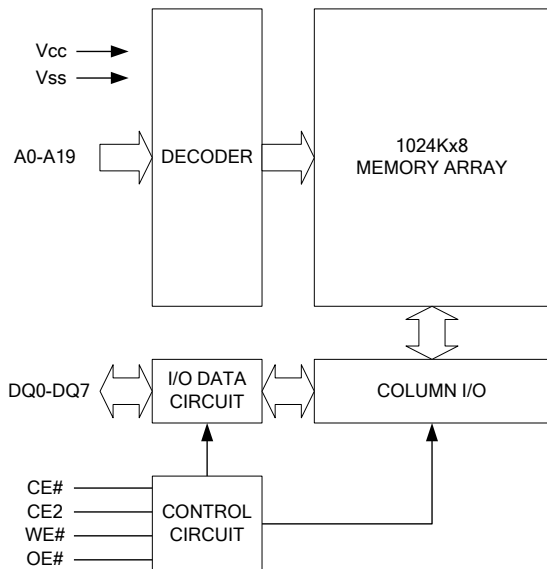 Vcc
Vss
A0-A19
DECODER
1024Kx8
MEMORY ARRAY
DQ0-DQ7
I/O DATA
CIRCUIT
COLUMN I/O
CE#
CE2
WE#
OE#
CONTROL
CIRCUIT